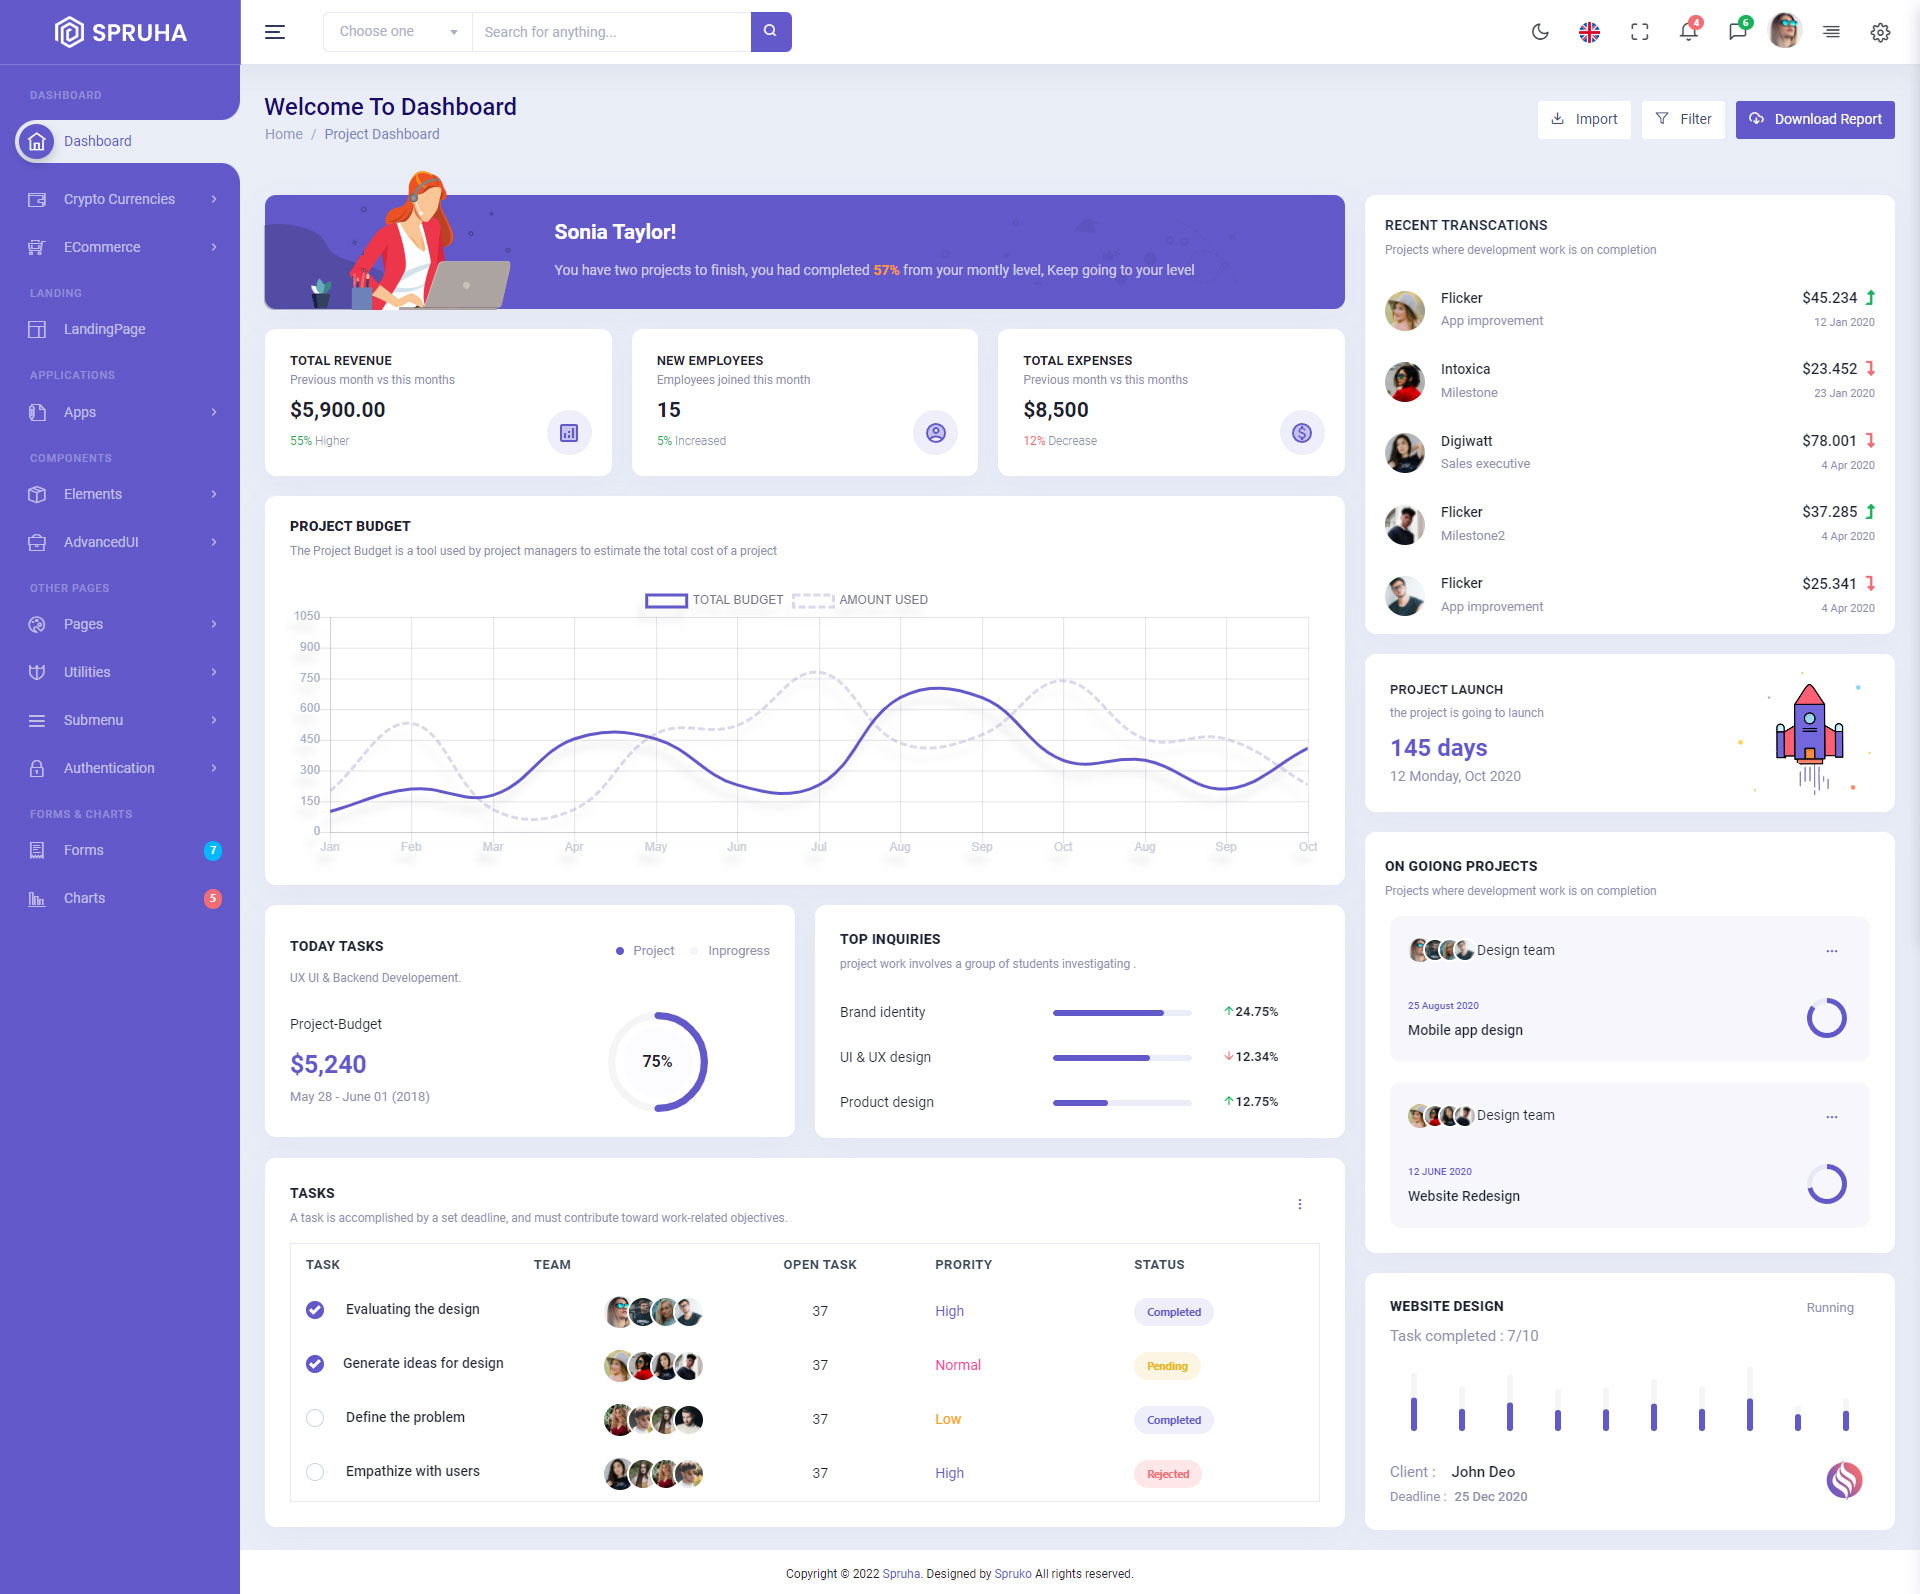 SPRUHA
DASHBOARD
Dashboard
Crypto Currencies
ECommerce
LANDING
LandingPage
APPLICATIONS
Apps
COMPONENTS
Elements
AdvancedUI
OTHER PAGES
Pages
Utilities
Submenu
Authentication
FORMS & CHARTS
Forms 7
Charts 5
Choose one
Search for anything...
4
6
Welcome To Dashboard
Home / Project Dashboard
Import
Filter
Download Report
Sonia Taylor!
You have two projects to finish, you had completed 57% from your montly level, Keep going to your level
TOTAL REVENUE
Previous month vs this months
$5,900.00
55% Higher
NEW EMPLOYEES
Employees joined this month
15
5% Increased
TOTAL EXPENSES
Previous month vs this months
$8,500
12% Decrease
PROJECT BUDGET
The Project Budget is a tool used by project managers to estimate the total cost of a project
TOTAL BUDGET AMOUNT USED
1050
900
750
600
450
300
150
0
Jan Feb Mar Apr May Jun Jul Aug Sep Oct Aug Sep Oct
TODAY TASKS
Project Inprogress
UX UI & Backend Developement.
Project-Budget
$5,240
May 28 - June 01 (2018)
75%
TOP INQUIRIES
project work involves a group of students investigating .
Brand identity 24.75%
UI & UX design 12.34%
Product design 12.75%
TASKS
A task is accomplished by a set deadline, and must contribute toward work-related objectives.
TASK TEAM OPEN TASK PRORITY STATUS
Evaluating the design 37 High Completed
Generate ideas for design 37 Normal Pending
Define the problem 37 Low Completed
Empathize with users 37 High Rejected
RECENT TRANSCATIONS
Projects where development work is on completion
Flicker $45.234
App improvement 12 Jan 2020
Intoxica $23.452
Milestone 23 Jan 2020
Digiwatt $78.001
Sales executive 4 Apr 2020
Flicker $37.285
Milestone2 4 Apr 2020
Flicker $25.341
App improvement 4 Apr 2020
PROJECT LAUNCH
the project is going to launch
145 days
12 Monday, Oct 2020
ON GOIONG PROJECTS
Projects where development work is on completion
Design team
25 August 2020
Mobile app design
Design team
12 JUNE 2020
Website Redesign
WEBSITE DESIGN
Running
Task completed : 7/10
Client : John Deo
Deadline : 25 Dec 2020
Copyright © 2022 Spruha. Designed by Spruko All rights reserved.